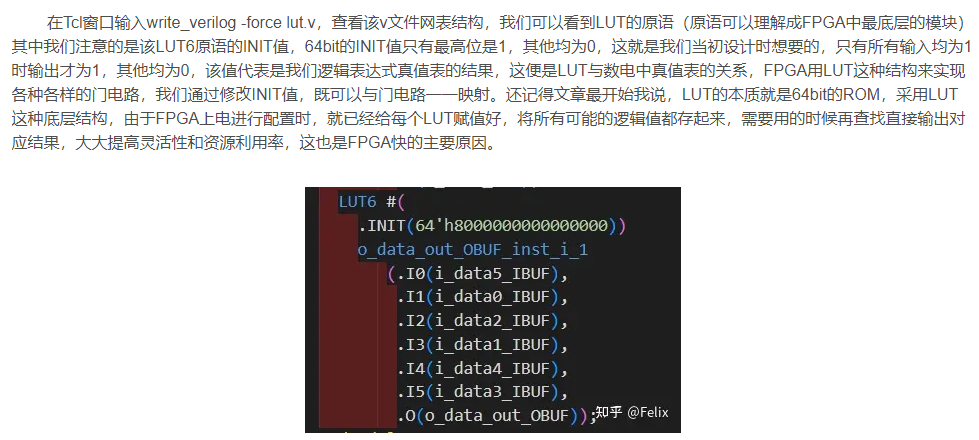 在Tcl窗口输入write_verilog -force lut.v，查看该v文件网表结构，我们可以看到LUT的原语（原语可以理解成FPGA中最底层的模块）
其中我们注意的是该LUT6原语的INIT值，64bit的INIT值只有最高位是1，其他均为0，这就是我们当初设计时想要的，只有所有输入均为1
时输出才为1，其他均为0，该值代表是我们逻辑表达式真值表的结果，这便是LUT与数电中真值表的关系，FPGA用LUT这种结构来实现
各种各样的门电路，我们通过修改INIT值，既可以与门电路——映射。还记得文章最开始我说，LUT的本质就是64bit的ROM，采用LUT
这种底层结构，由于FPGA上电进行配置时，就已经给每个LUT赋值好，将所有可能的逻辑值都存起来，需要用的时候再查找直接输出对
应结果，大大提高灵活性和资源利用率，这也是FPGA快的主要原因。
LUT6 #(
.INIT(64'h8000000000000000))
o_data_out_OBUF_inst_i_1
(.I0(i_data5_IBUF),
.I1(i_data0_IBUF),
.I2(i_data2_IBUF),
.I3(i_data1_IBUF),
.I4(i_data4_IBUF),
.I5(i_data3_IBUF),
.O(o_data_out_OBUF));
知乎 @Felix